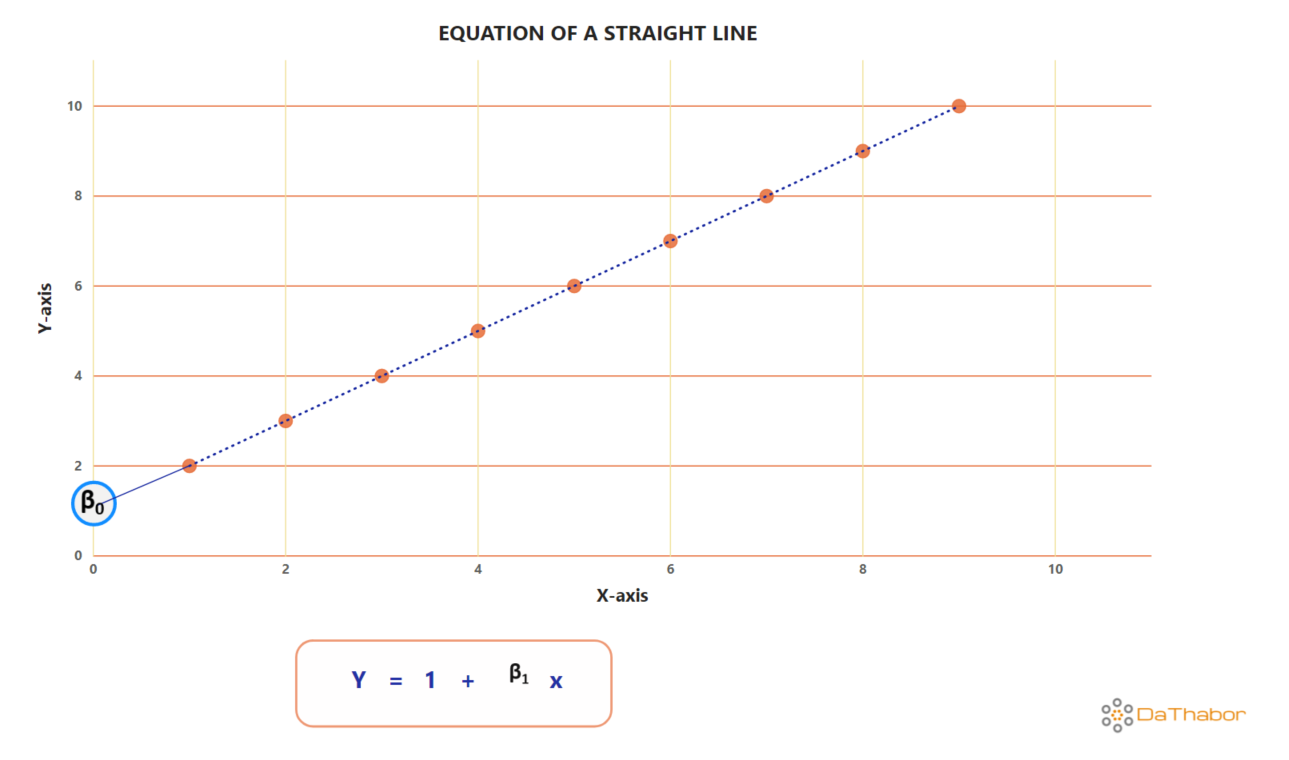 EQUATION OF A STRAIGHT LINE
10
8
6
4
2
0
Y-axis
β₀
0 2 4 6 8 10
X-axis
Y = 1 + β₁ x
DaThabor